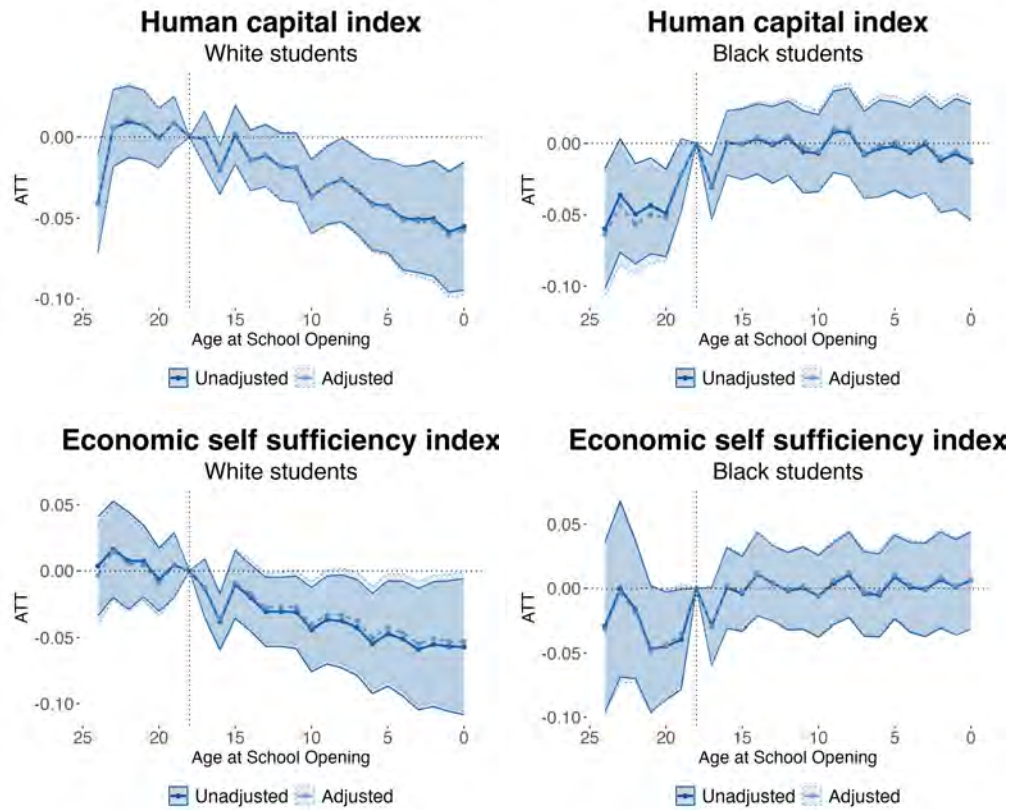 Human capital index
White students
0.00
-0.05
-0.10
ATT
25 20 15 10 5 0
Age at School Opening
Unadjusted Adjusted
Human capital index
Black students
0.00
-0.05
-0.10
ATT
25 20 15 10 5 0
Age at School Opening
Unadjusted Adjusted
Economic self sufficiency index
White students
0.05
0.00
-0.05
-0.10
ATT
25 20 15 10 5 0
Age at School Opening
Unadjusted Adjusted
Economic self sufficiency index
Black students
0.05
0.00
-0.05
-0.10
ATT
25 20 15 10 5 0
Age at School Opening
Unadjusted Adjusted